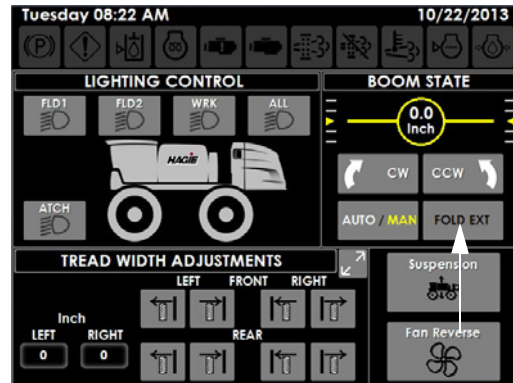 Tuesday 08:22 AM 10/22/2013
LIGHTING CONTROL
FLD1 FLD2 WRK ALL
HAGIE
ATCH
BOOM STATE
0.0
Inch
CW CCW
AUTO / MAN FOLD EXT
TREAD WIDTH ADJUSTMENTS
LEFT FRONT RIGHT
Inch
LEFT RIGHT
REAR
0 0
Suspension
Fan Reverse